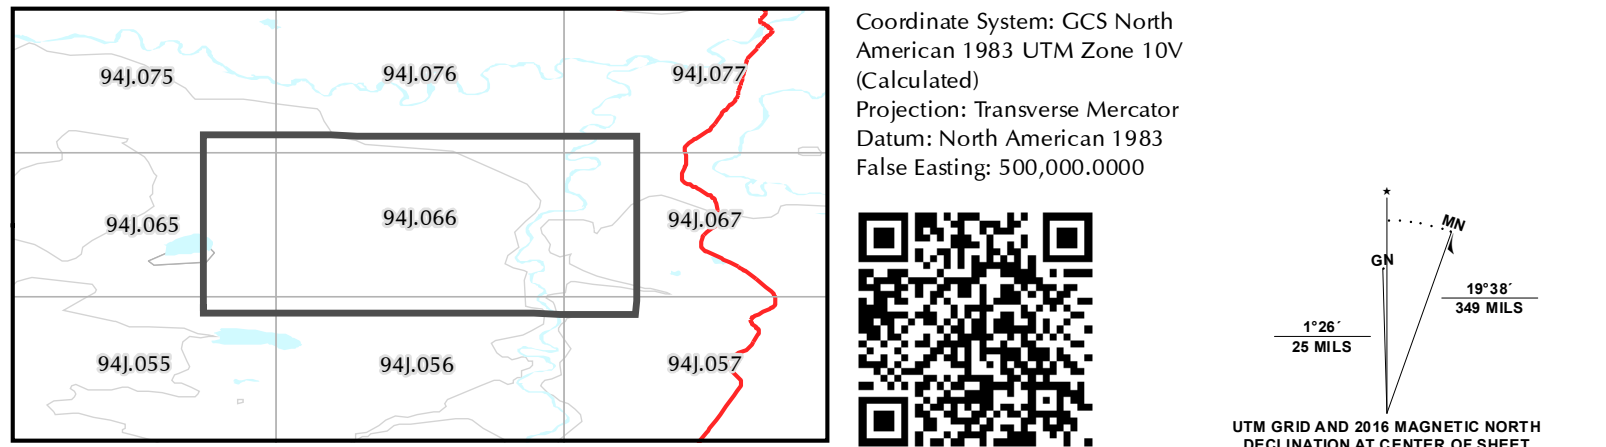 94J.075
94J.076
94J.077
94J.065
94J.066
94J.067
94J.055
94J.056
94J.057
Coordinate System: GCS North
American 1983 UTM Zone 10V
(Calculated)
Projection: Transverse Mercator
Datum: North American 1983
False Easting: 500,000.0000
MN
GN
19°38´
349 MILS
1°26´
25 MILS
UTM GRID AND 2016 MAGNETIC NORTH
DECLINATION AT CENTER OF SHEET